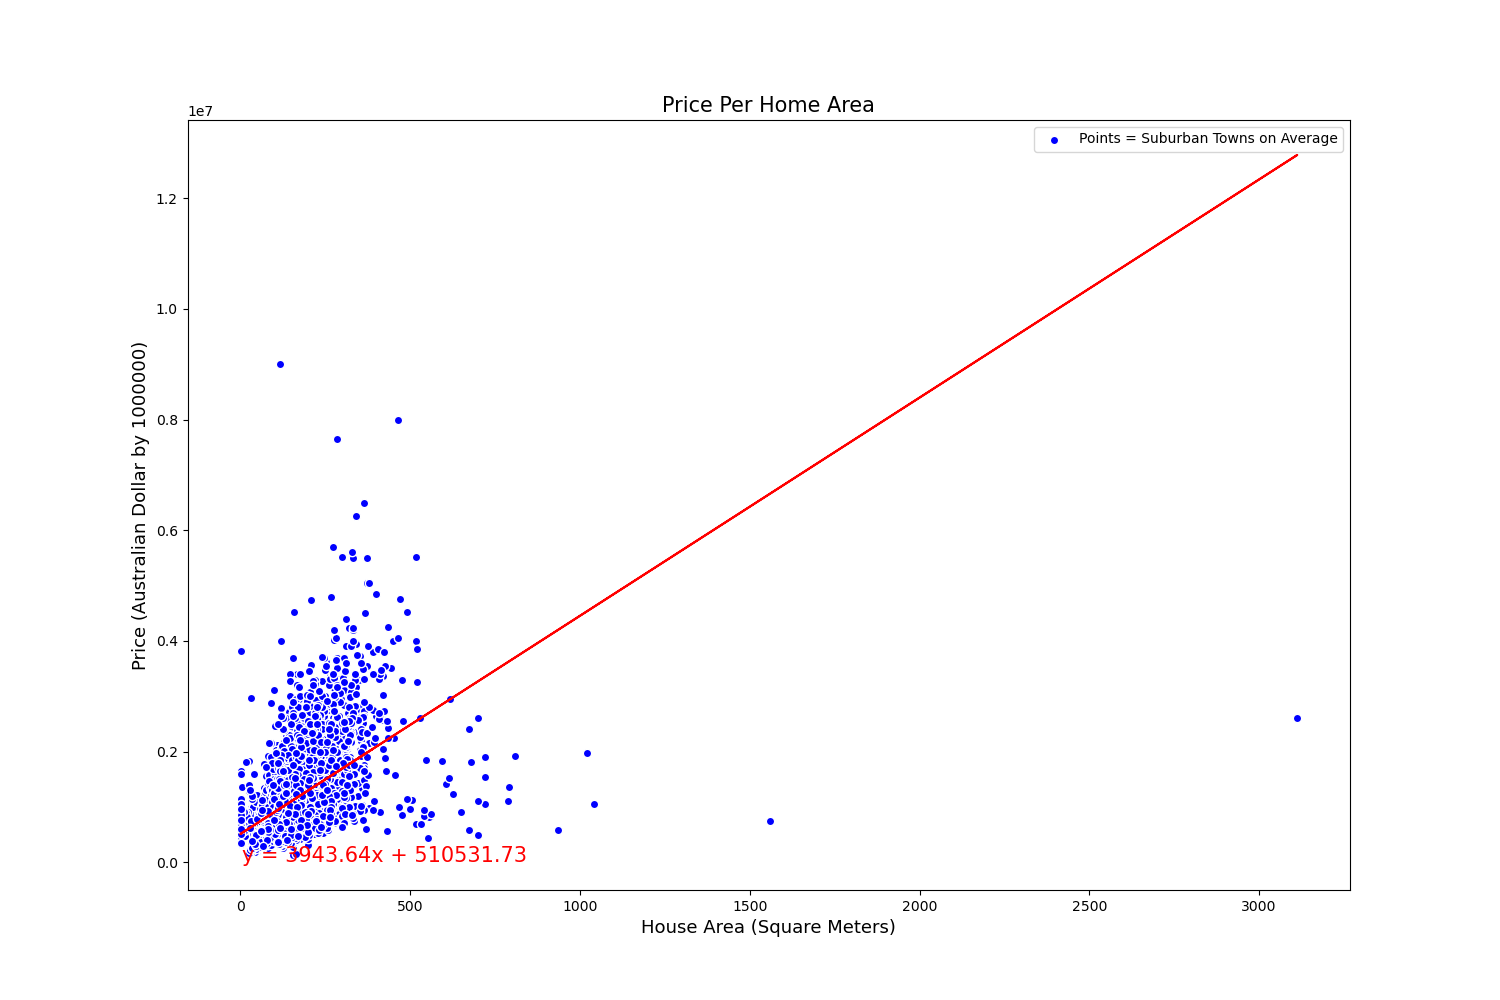 Price Per Home Area
1e7
Points = Suburban Towns on Average
1.2
1.0
0.8
0.6
0.4
0.2
0.0
Price (Australian Dollar by 1000000)
y = 3943.64x + 510531.73
0 500 1000 1500 2000 2500 3000
House Area (Square Meters)